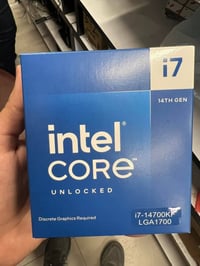 i7
14TH GEN
intel
CORE
UNLOCKED
Discrete Graphics Required
i7-14700KF
LGA1700